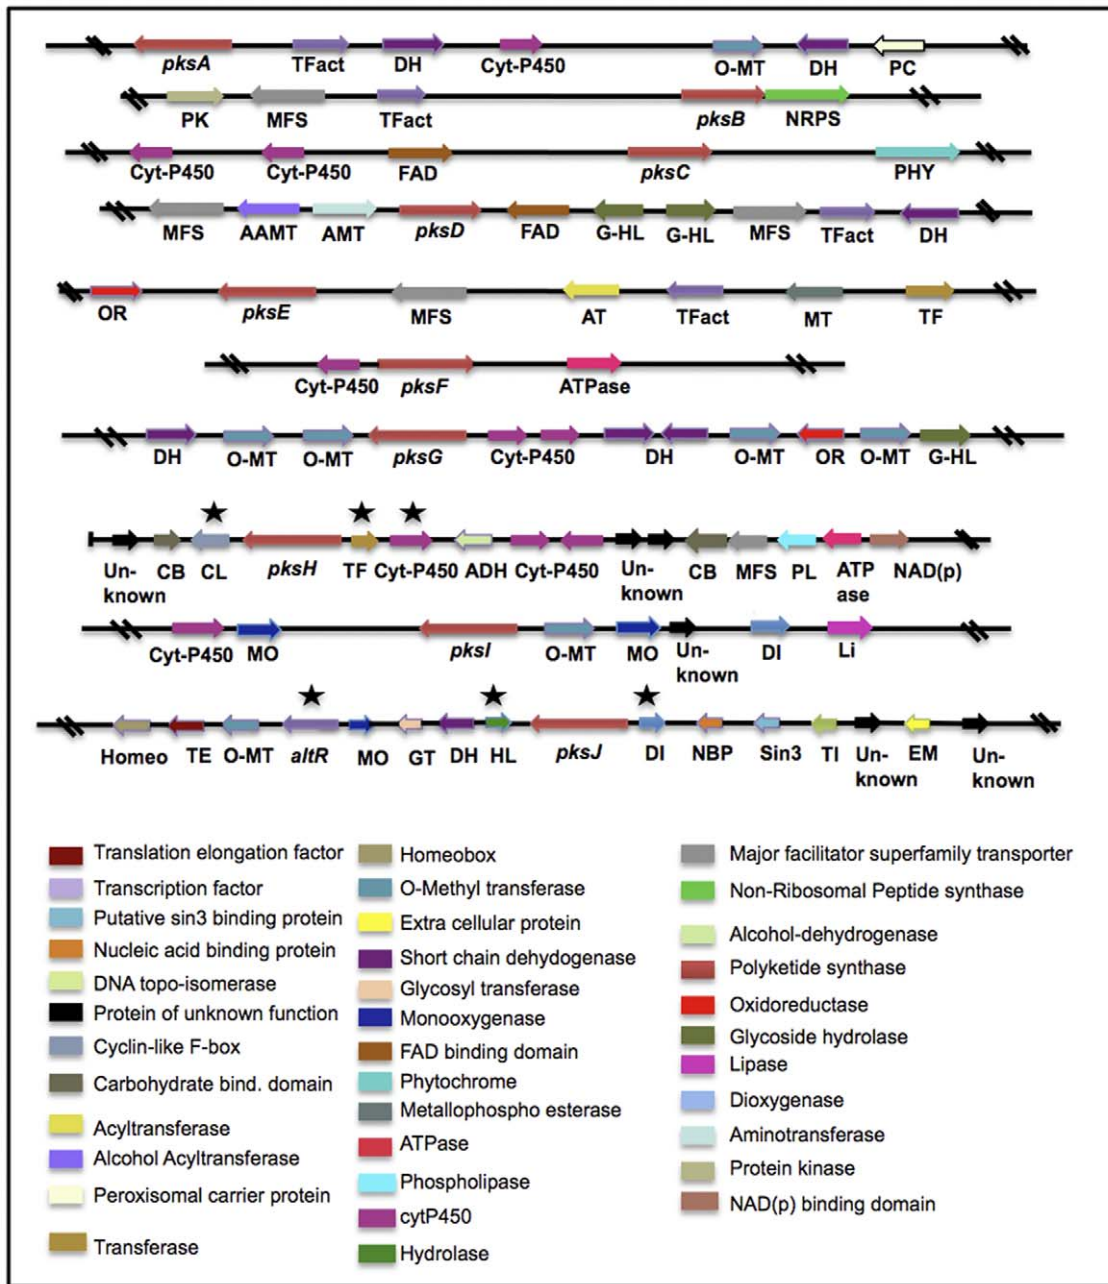 pksA TFact DH Cyt-P450 O-MT DH PC
PK MFS TFact pksB NRPS
Cyt-P450 Cyt-P450 FAD pksC PHY
MFS AAMT AMT pksD FAD G-HL G-HL MFS TFact DH
OR pksE MFS AT TFact MT TF
Cyt-P450 pksF ATPase
DH O-MT O-MT pksG Cyt-P450 DH O-MT OR O-MT G-HL
Un-known CB CL pksH TF Cyt-P450 ADH Cyt-P450 Un-known CB MFS PL ATPase NAD(p)
Cyt-P450 MO pksI O-MT MO Un-known DI Li
Homeo TE O-MT altR MO GT DH HL pksJ DI NBP Sin3 TI Un-known EM Un-known
Translation elongation factor
Transcription factor
Putative sin3 binding protein
Nucleic acid binding protein
DNA topo-isomerase
Protein of unknown function
Cyclin-like F-box
Carbohydrate bind. domain
Acyltransferase
Alcohol Acyltransferase
Peroxisomal carrier protein
Transferase
Homeobox
O-Methyl transferase
Extra cellular protein
Short chain dehydogenase
Glycosyl transferase
Monooxygenase
FAD binding domain
Phytochrome
Metallophospho esterase
ATPase
Phospholipase
cytP450
Hydrolase
Major facilitator superfamily transporter
Non-Ribosomal Peptide synthase
Alcohol-dehydrogenase
Polyketide synthase
Oxidoreductase
Glycoside hydrolase
Lipase
Dioxygenase
Aminotransferase
Protein kinase
NAD(p) binding domain